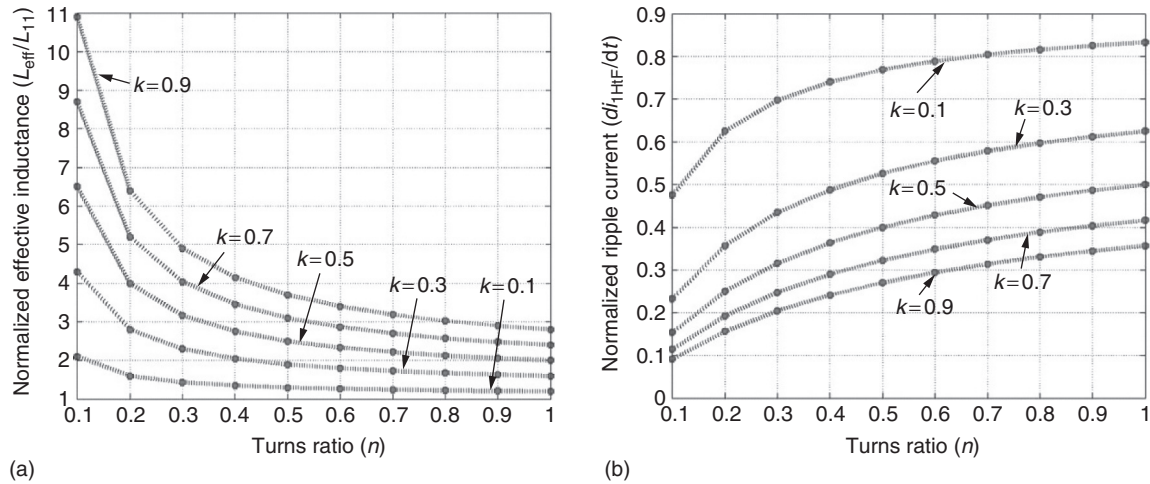 Normalized effective inductance (Leff/L11)
11
10
9
8
7
6
5
4
3
2
1
k=0.9
k=0.7
k=0.5
k=0.3
k=0.1
0.1 0.2 0.3 0.4 0.5 0.6 0.7 0.8 0.9 1
Turns ratio (n)
(a)
Normalized ripple current (di1HtF/dt)
0.9
0.8
0.7
0.6
0.5
0.4
0.3
0.2
0.1
0
k=0.1
k=0.3
k=0.5
k=0.7
k=0.9
0.1 0.2 0.3 0.4 0.5 0.6 0.7 0.8 0.9 1
Turns ratio (n)
(b)